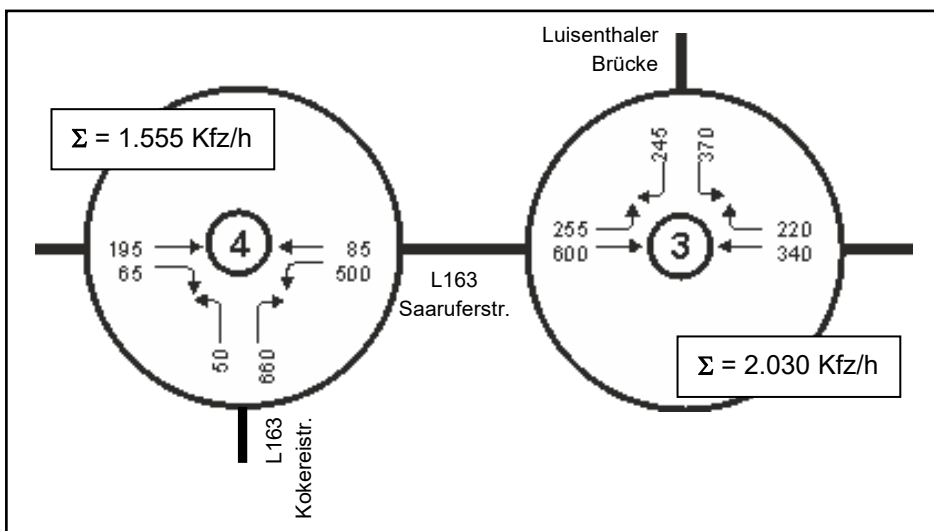 Σ = 1.555 Kfz/h
195
65
4
85
500
50
660
L163
Kokereistr.
L163
Saaruferstr.
Luisenthaler
Brücke
245
370
255
600
3
220
340
Σ = 2.030 Kfz/h